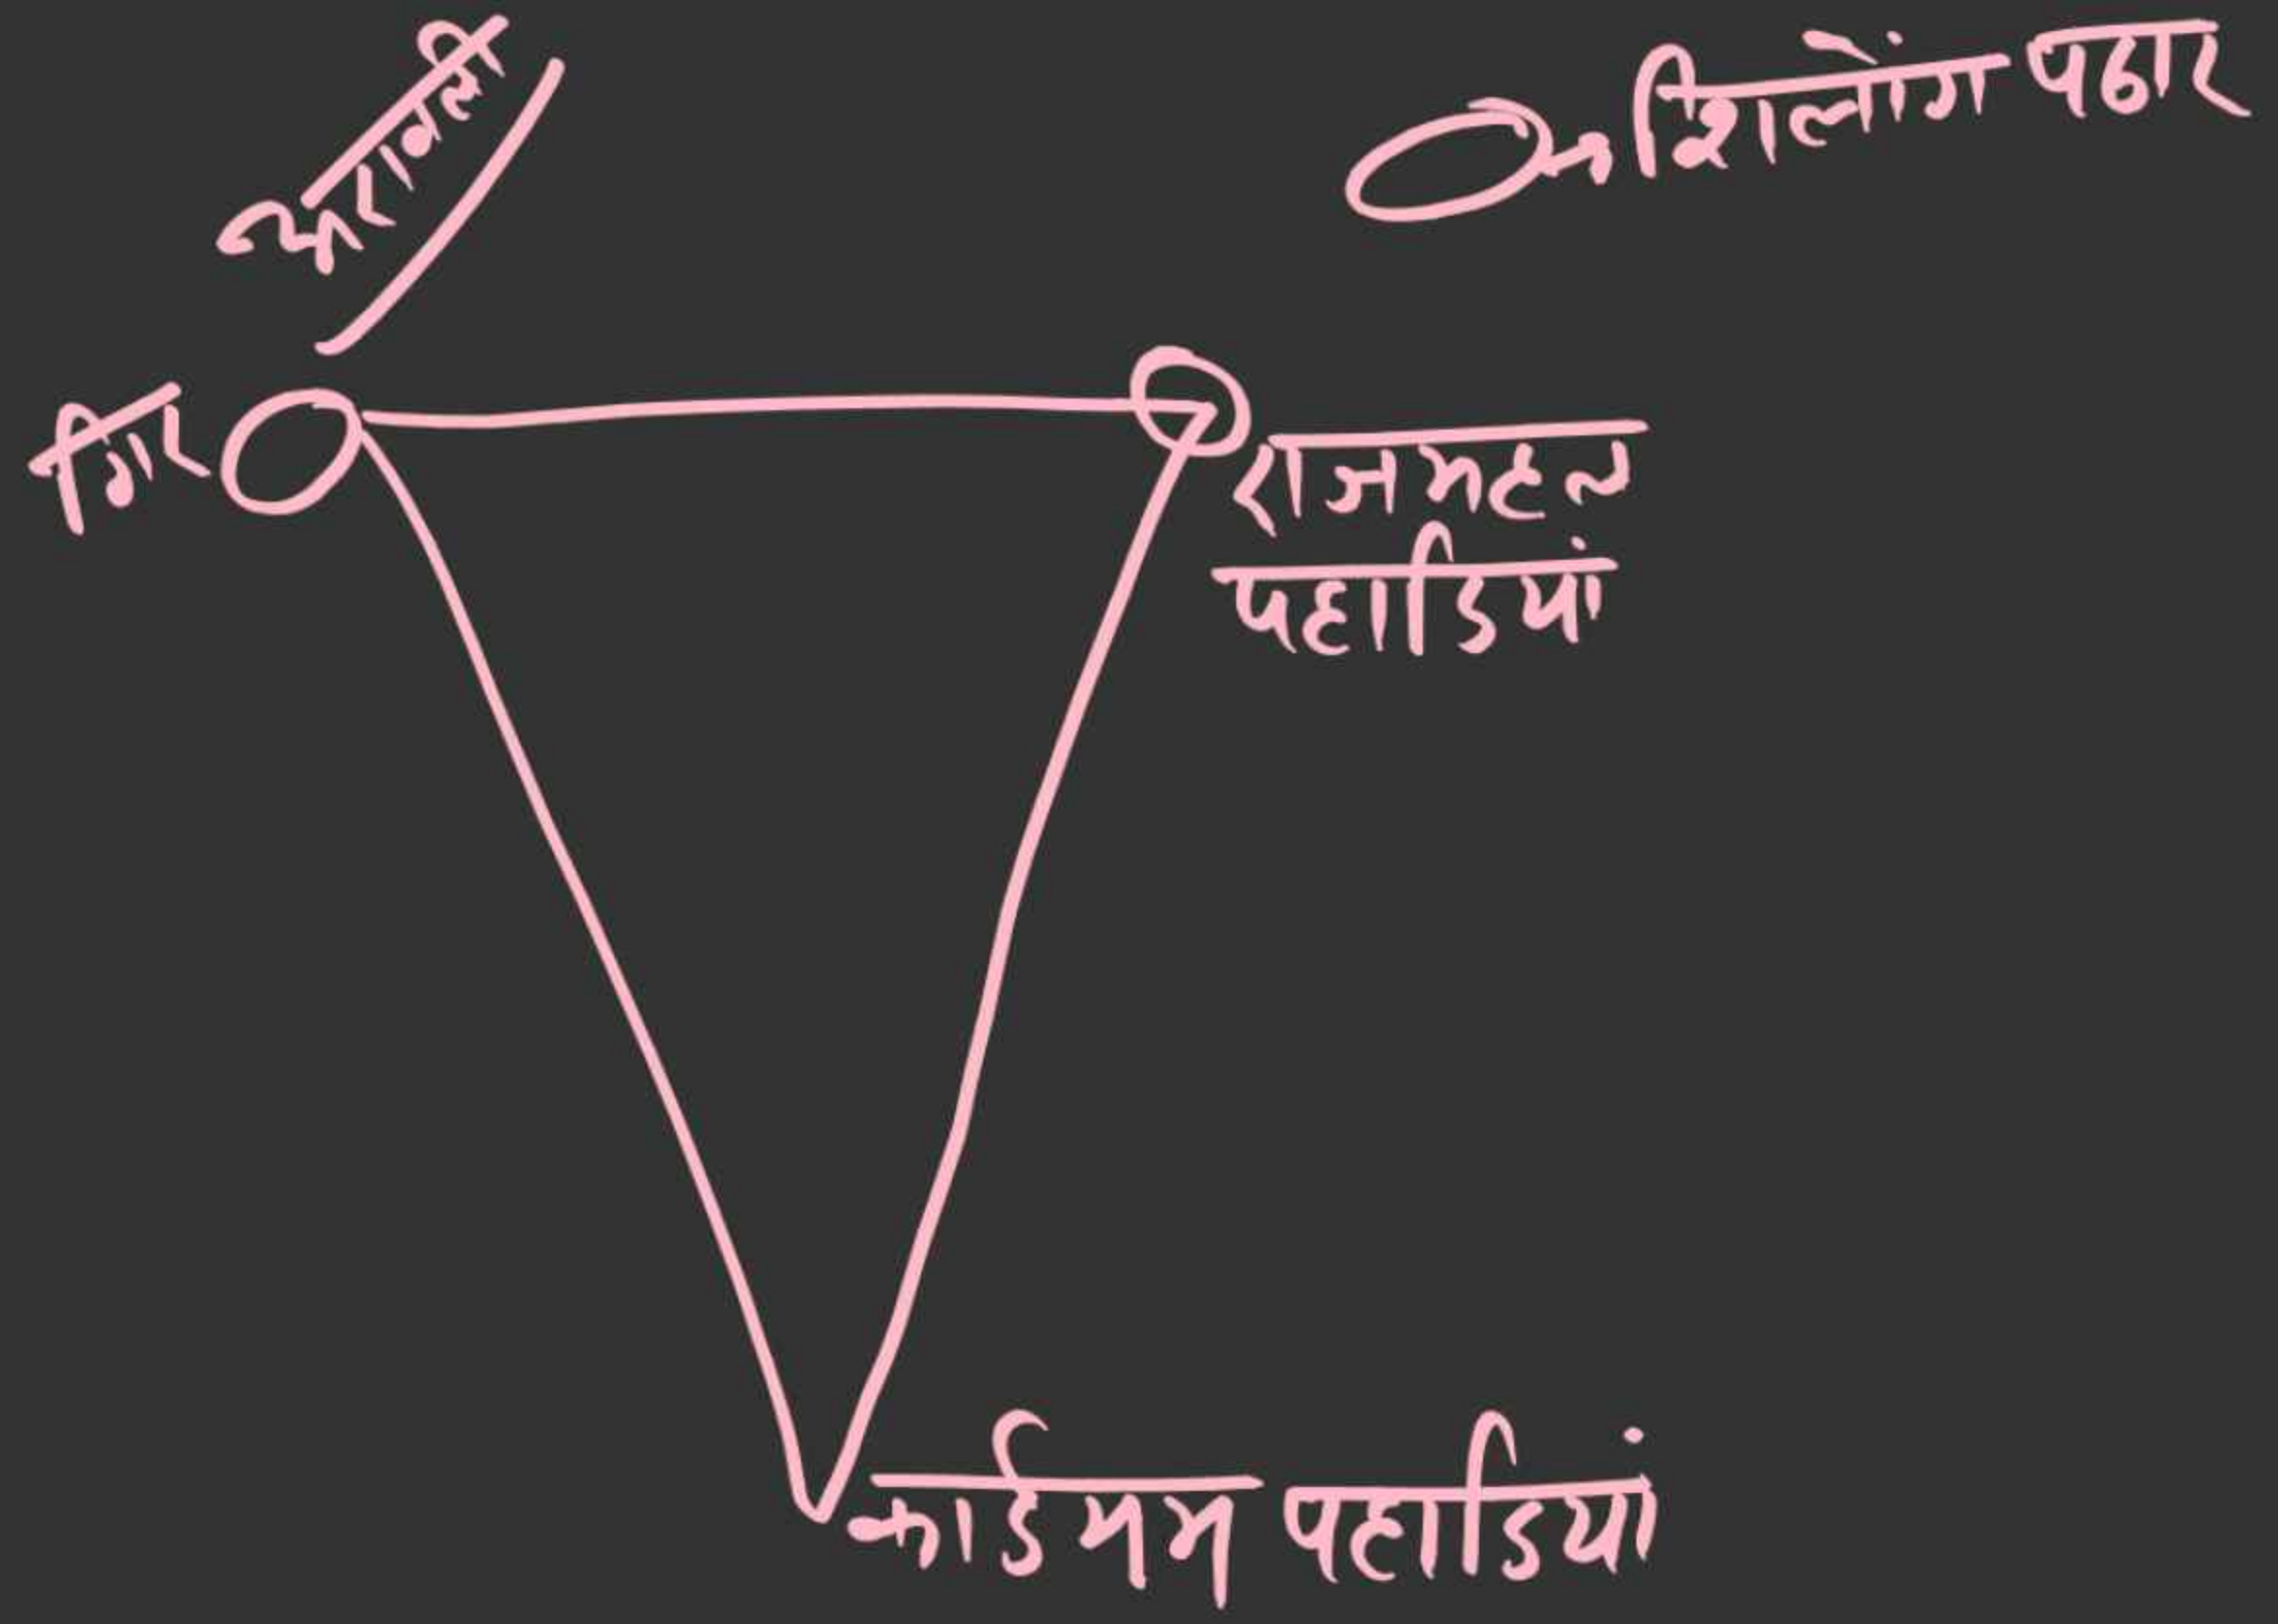 अरावली
शिलोंग पठार
गिर
राजमहल
पहाडियां
कार्डमम पहाडियां